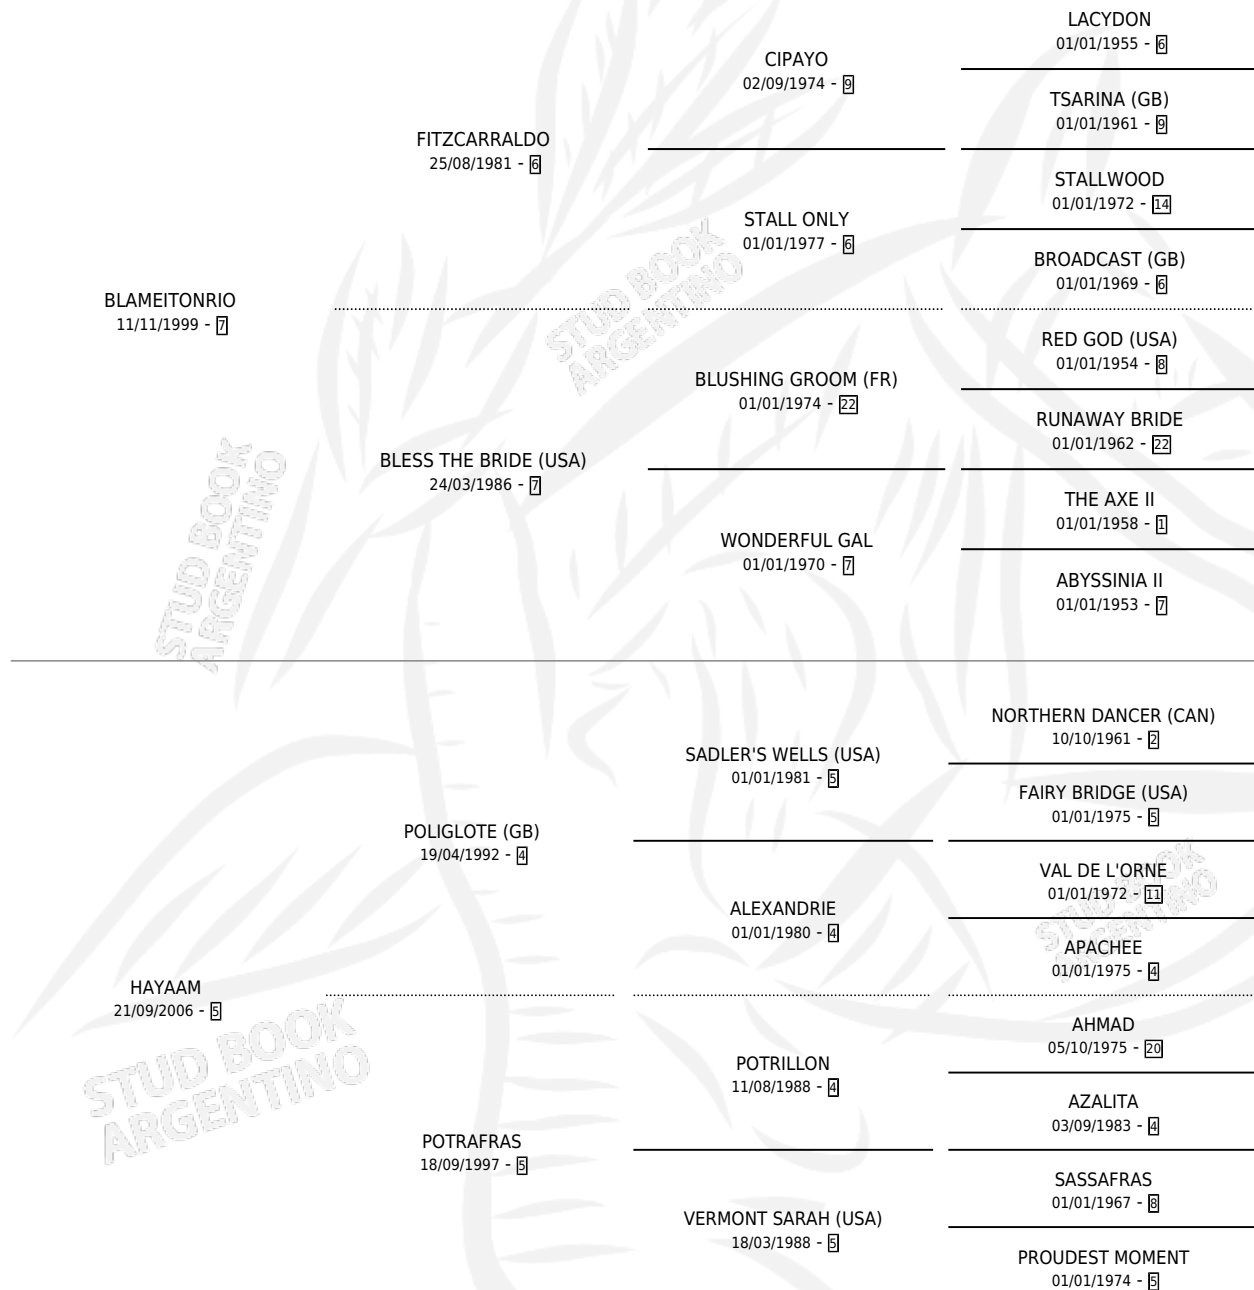 LACYDON
01/01/1955 - 6
CIPAYO
02/09/1974 - 9
TSARINA (GB)
01/01/1961 - 9
FITZCARRALDO
25/08/1981 - 6
STALLWOOD
01/01/1972 - 14
STALL ONLY
01/01/1977 - 6
BROADCAST (GB)
01/01/1969 - 6
BLAMEITONRIO
11/11/1999 - 7
RED GOD (USA)
01/01/1954 - 8
BLUSHING GROOM (FR)
01/01/1974 - 22
RUNAWAY BRIDE
01/01/1962 - 22
BLESS THE BRIDE (USA)
24/03/1986 - 7
THE AXE II
01/01/1958 - 1
WONDERFUL GAL
01/01/1970 - 7
ABYSSINIA II
01/01/1953 - 7
NORTHERN DANCER (CAN)
10/10/1961 - 2
SADLER'S WELLS (USA)
01/01/1981 - 5
FAIRY BRIDGE (USA)
01/01/1975 - 5
POLIGLOTE (GB)
19/04/1992 - 4
VAL DE L'ORNE
01/01/1972 - 11
ALEXANDRIE
01/01/1980 - 4
APACHEE
01/01/1975 - 4
HAYAAM
21/09/2006 - 5
AHMAD
05/10/1975 - 20
POTRILLON
11/08/1988 - 4
AZALITA
03/09/1983 - 4
POTRAFRAS
18/09/1997 - 5
SASSAFRAS
01/01/1967 - 8
VERMONT SARAH (USA)
18/03/1988 - 5
PROUDEST MOMENT
01/01/1974 - 5
STUD BOOK
ARGENTINO
STUD BOOK
ARGENTINO
STUD BOOK
ARGENTINO
STUD BOOK
ARGENTINO